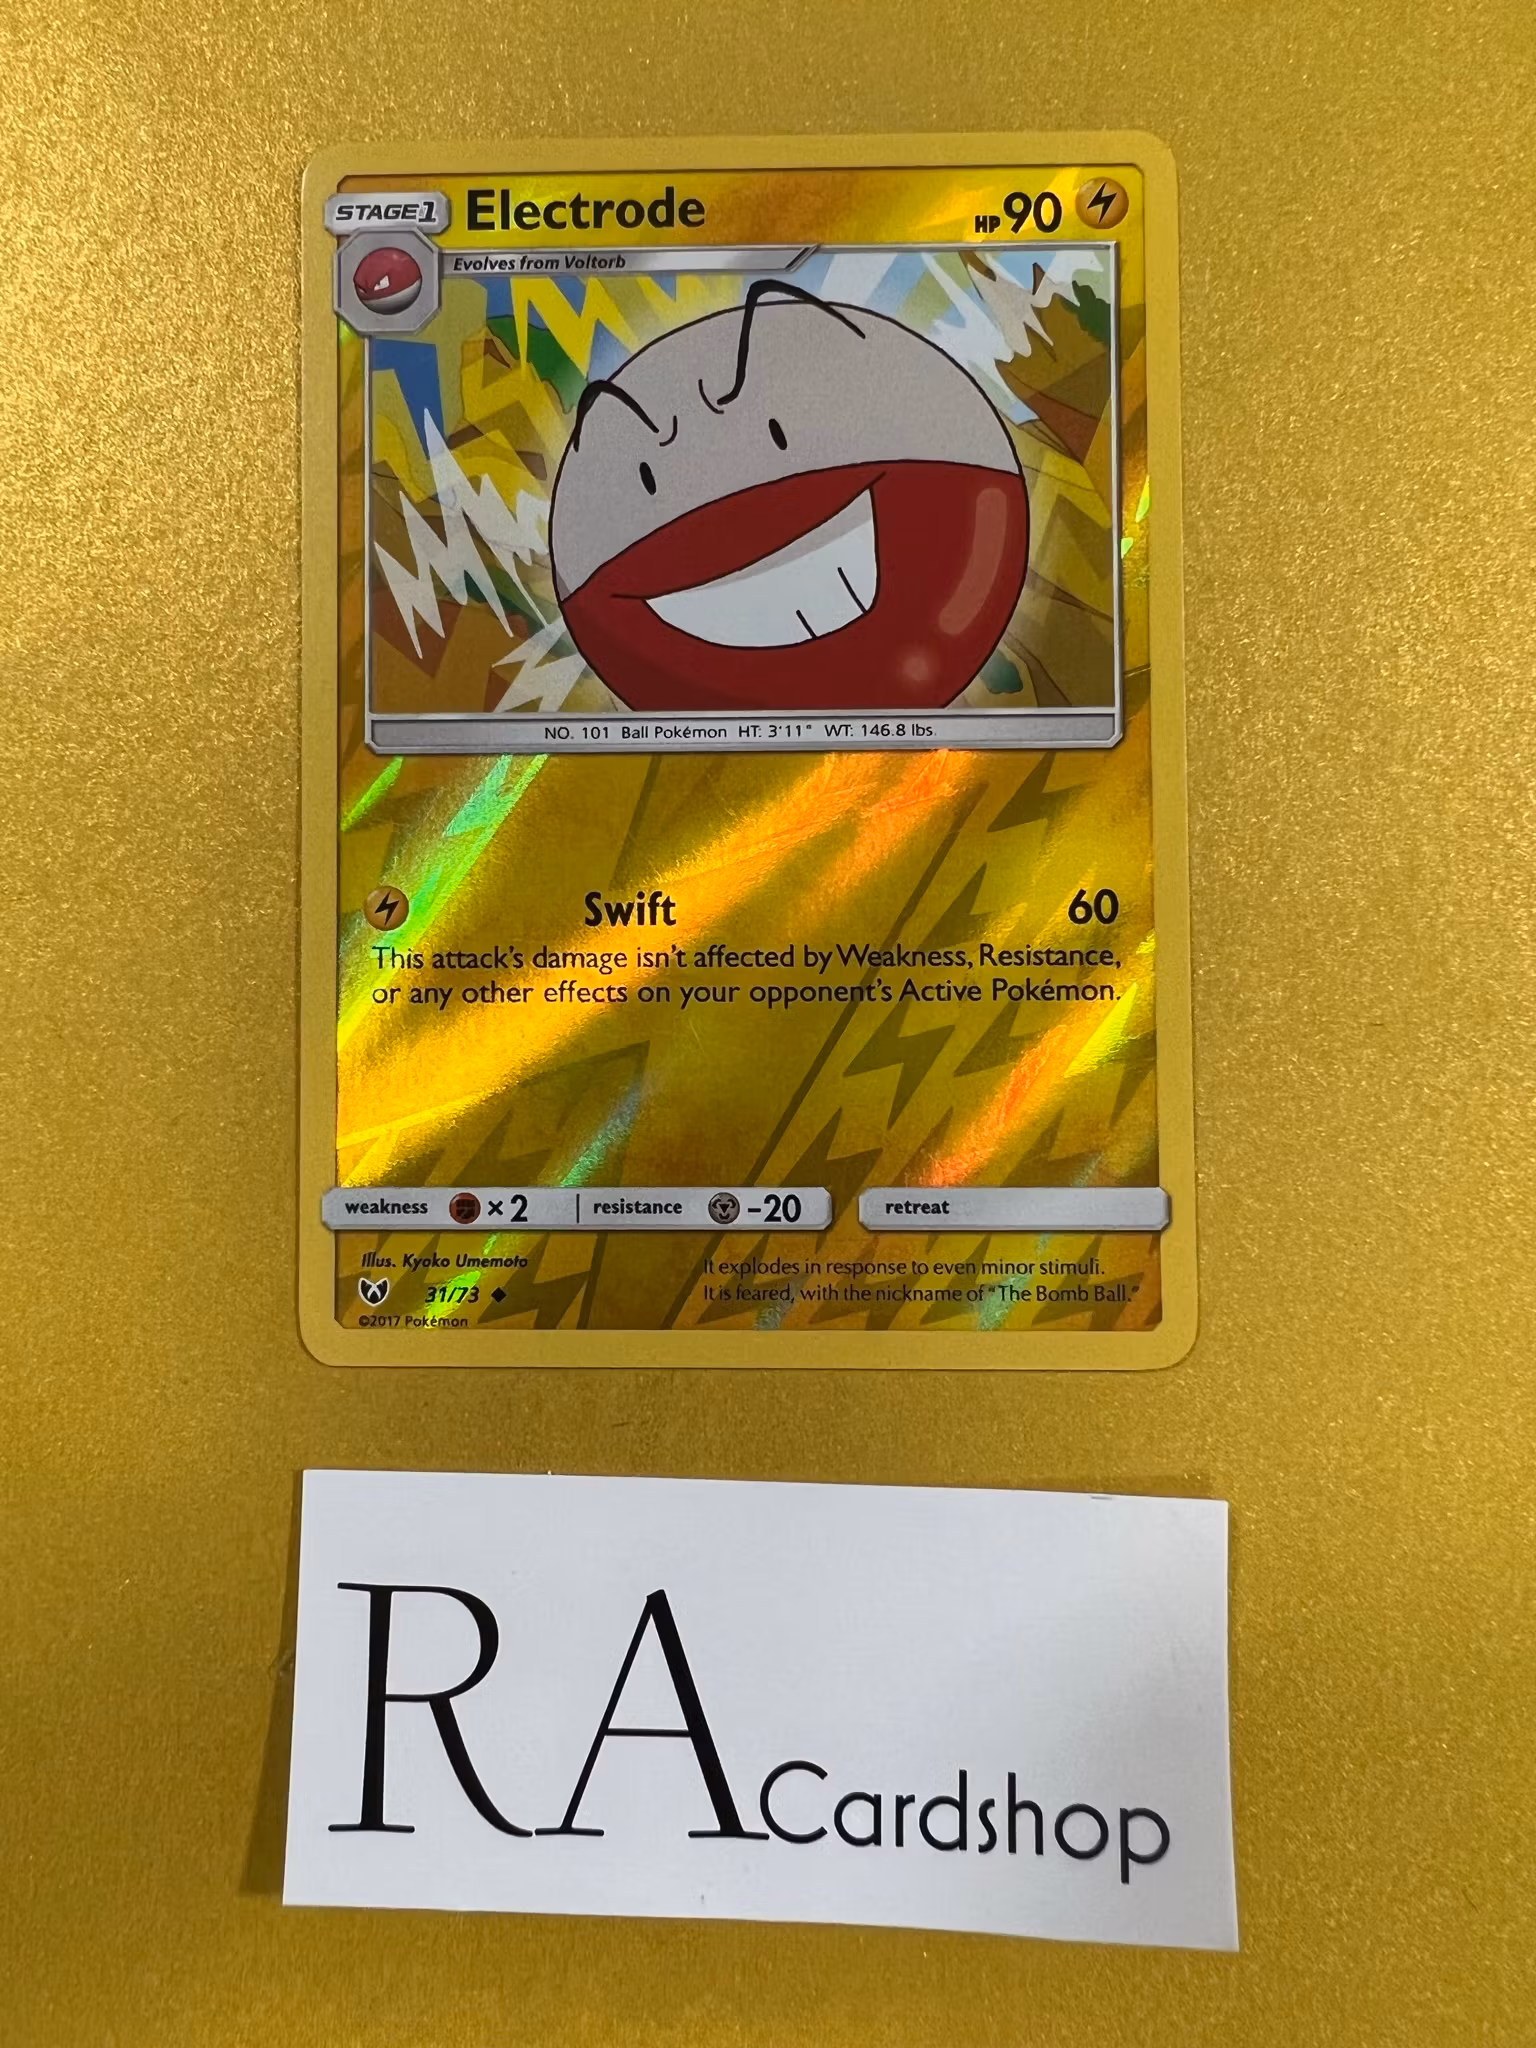 STAGE1
Electrode
HP 90
Evolves from Voltorb
NO. 101 Ball Pokémon HT: 3'11" WT: 146.8 lbs.
Swift 60
This attack's damage isn't affected by Weakness, Resistance,
or any other effects on your opponent's Active Pokémon.
weakness ×2 resistance -20 retreat
Illus. Kyoko Umemoto
31/73
©2017 Pokémon
It explodes in response to even minor stimuli.
It is feared, with the nickname of "The Bomb Ball."
RA Cardshop